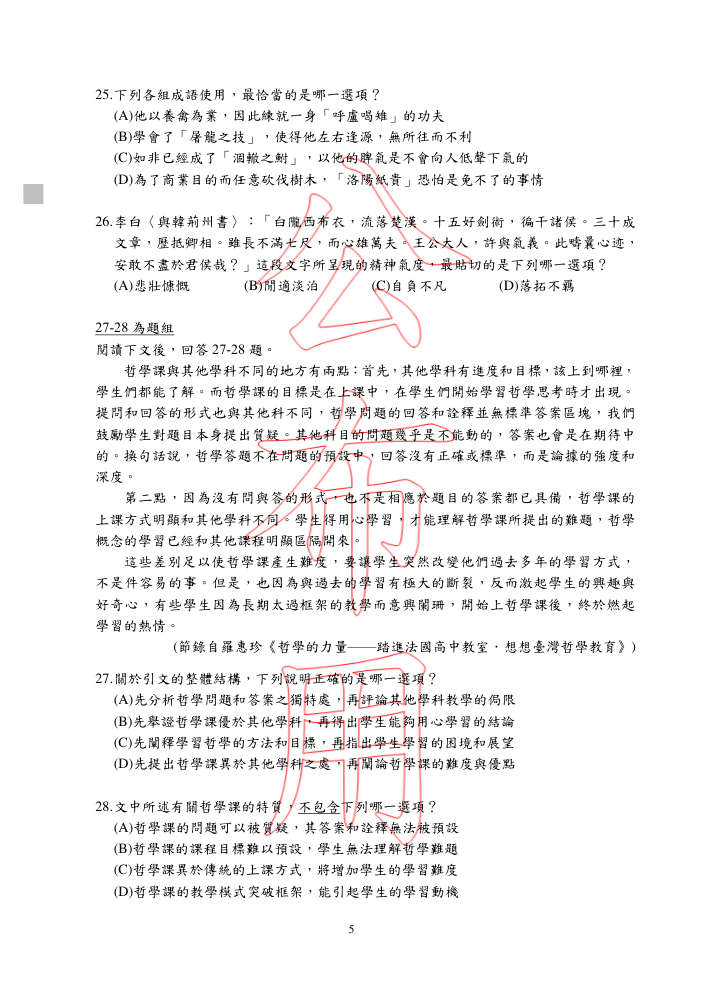 25.下列各組成語使用，最恰當的是哪一選項？
(A)他以養禽為業，因此練就一身「呼盧喝雉」的功夫
(B)學會了「屠龍之技」，使得他左右逢源，無所往而不利
(C)如非已經成了「涸轍之鮒」，以他的脾氣是不會向人低聲下氣的
(D)為了商業目的而任意砍伐樹木，「洛陽紙貴」恐怕是免不了的事情
26.李白〈與韓荊州書〉：「白隴西布衣，流落楚漢。十五好劍術，徧干諸侯。三十成
文章，歷抵卿相。雖長不滿七尺，而心雄萬夫。王公大人，許與氣義。此疇曩心迹，
安敢不盡於君侯哉？」這段文字所呈現的精神氣度，最貼切的是下列哪一選項？
(A)悲壯慷慨 (B)閒適淡泊 (C)自負不凡 (D)落拓不羈
27-28 為題組
閱讀下文後，回答 27-28 題。
哲學課與其他學科不同的地方有兩點：首先，其他學科有進度和目標，該上到哪裡，
學生們都能了解。而哲學課的目標是在上課中，在學生們開始學習哲學思考時才出現。
提問和回答的形式也與其他科不同，哲學問題的回答和詮釋並無標準答案區塊，我們
鼓勵學生對題目本身提出質疑。其他科目的問題幾乎是不能動的，答案也會是在期待中
的。換句話說，哲學答題不在問題的預設中，回答沒有正確或標準，而是論據的強度和
深度。
第二點，因為沒有問與答的形式，也不是相應於題目的答案都已具備，哲學課的
上課方式明顯和其他學科不同。學生得用心學習，才能理解哲學課所提出的難題，哲學
概念的學習已經和其他課程明顯區隔開來。
這些差別足以使哲學課產生難度，要讓學生突然改變他們過去多年的學習方式，
不是件容易的事。但是，也因為與過去的學習有極大的斷裂，反而激起學生的興趣與
好奇心，有些學生因為長期太過框架的教學而意興闌珊，開始上哲學課後，終於燃起
學習的熱情。
(節錄自羅惠珍《哲學的力量──踏進法國高中教室．想想臺灣哲學教育》)
27.關於引文的整體結構，下列說明正確的是哪一選項？
(A)先分析哲學問題和答案之獨特處，再評論其他學科教學的侷限
(B)先舉證哲學課優於其他學科，再得出學生能夠用心學習的結論
(C)先闡釋學習哲學的方法和目標，再指出學生學習的困境和展望
(D)先提出哲學課異於其他學科之處，再闡論哲學課的難度與優點
28.文中所述有關哲學課的特質，不包含下列哪一選項？
(A)哲學課的問題可以被質疑，其答案和詮釋無法被預設
(B)哲學課的課程目標難以預設，學生無法理解哲學難題
(C)哲學課異於傳統的上課方式，將增加學生的學習難度
(D)哲學課的教學模式突破框架，能引起學生的學習動機
公布用
5